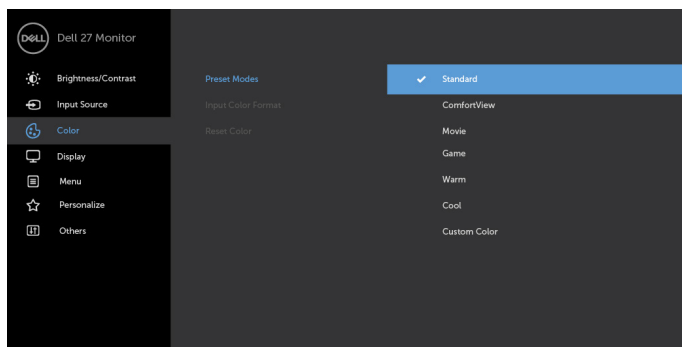 DELL Dell 27 Monitor
Brightness/Contrast Preset Modes Standard
Input Source Input Color Format ComfortView
Color Reset Color Movie
Display Game
Menu Warm
Personalize Cool
Others Custom Color